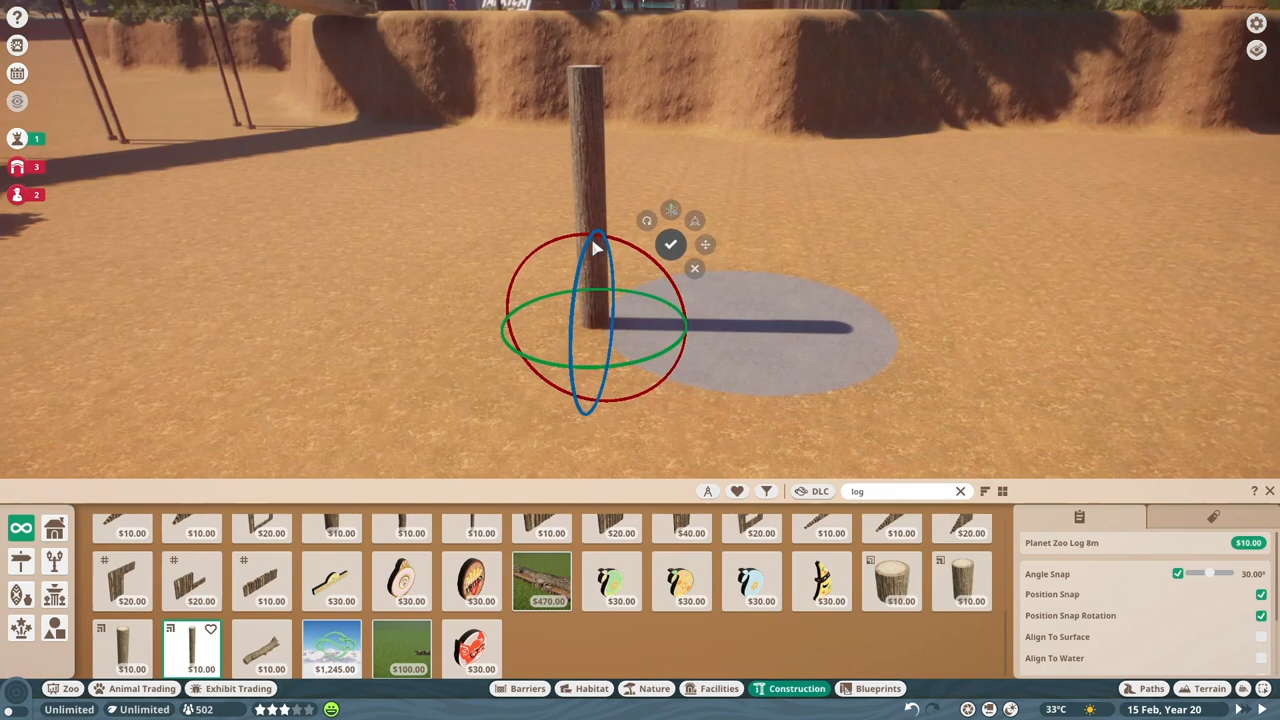 1
3
2
DLC
log
$10.00 $10.00 $20.00 $10.00 $10.00 $10.00 $10.00 $20.00 $40.00 $20.00 $10.00 $10.00 $20.00
Planet Zoo Log 8m $10.00
Angle Snap 30.00°
$20.00 $20.00 $10.00 $30.00 $30.00 $30.00 $470.00 $30.00 $30.00 $30.00 $30.00 $10.00 $10.00
Position Snap
Position Snap Rotation
Align To Surface
Align To Water
$10.00 $10.00 $10.00 $1,245.00 $100.00 $30.00
Zoo Animal Trading Exhibit Trading Barriers Habitat Nature Facilities Construction Blueprints Paths Terrain
Unlimited Unlimited 502 33°C 15 Feb, Year 20